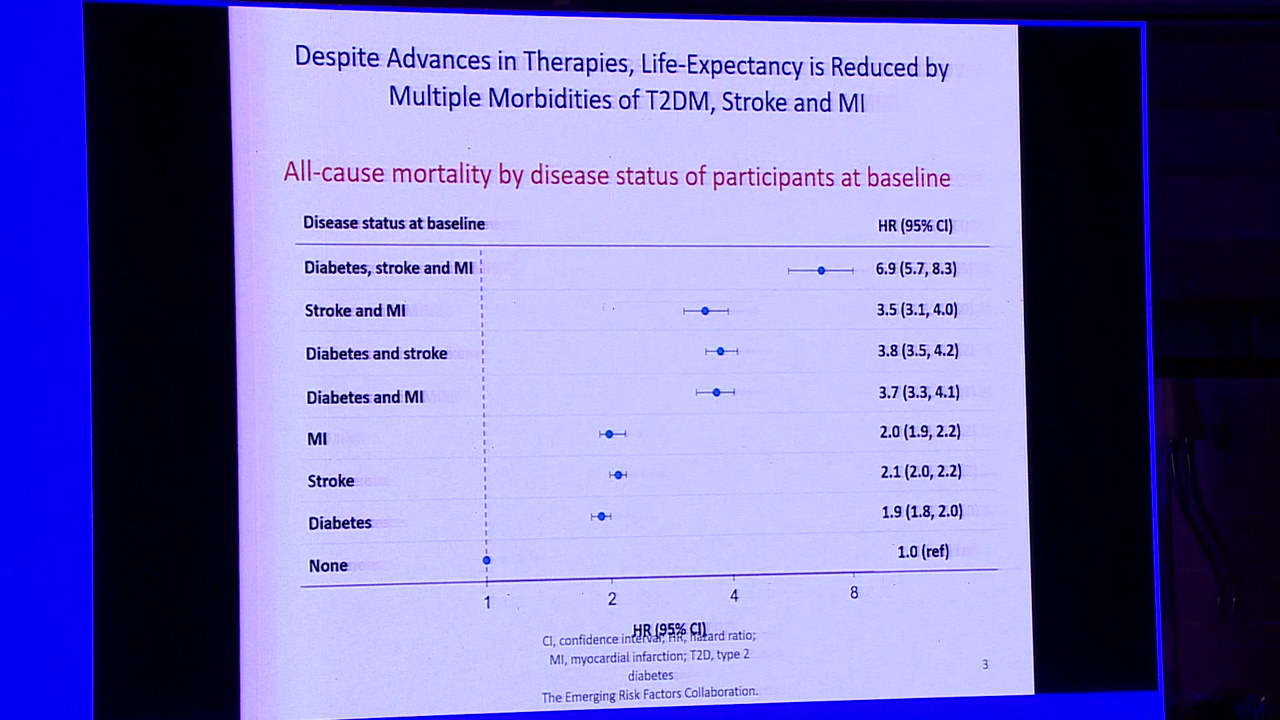 Despite Advances in Therapies, Life-Expectancy is Reduced by
Multiple Morbidities of T2DM, Stroke and MI
All-cause mortality by disease status of participants at baseline
Disease status at baseline HR (95% CI)
Diabetes, stroke and MI 6.9 (5.7, 8.3)
Stroke and MI 3.5 (3.1, 4.0)
Diabetes and stroke 3.8 (3.5, 4.2)
Diabetes and MI 3.7 (3.3, 4.1)
MI 2.0 (1.9, 2.2)
Stroke 2.1 (2.0, 2.2)
Diabetes 1.9 (1.8, 2.0)
None 1.0 (ref)
1 2 4 8
HR (95% CI)
CI, confidence interval; HR, hazard ratio;
MI, myocardial infarction; T2D, type 2
diabetes
The Emerging Risk Factors Collaboration.
3